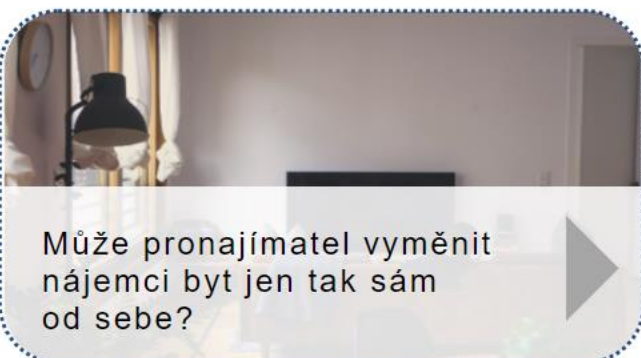 Může pronajímatel vyměnit
nájemci byt jen tak sám
od sebe?